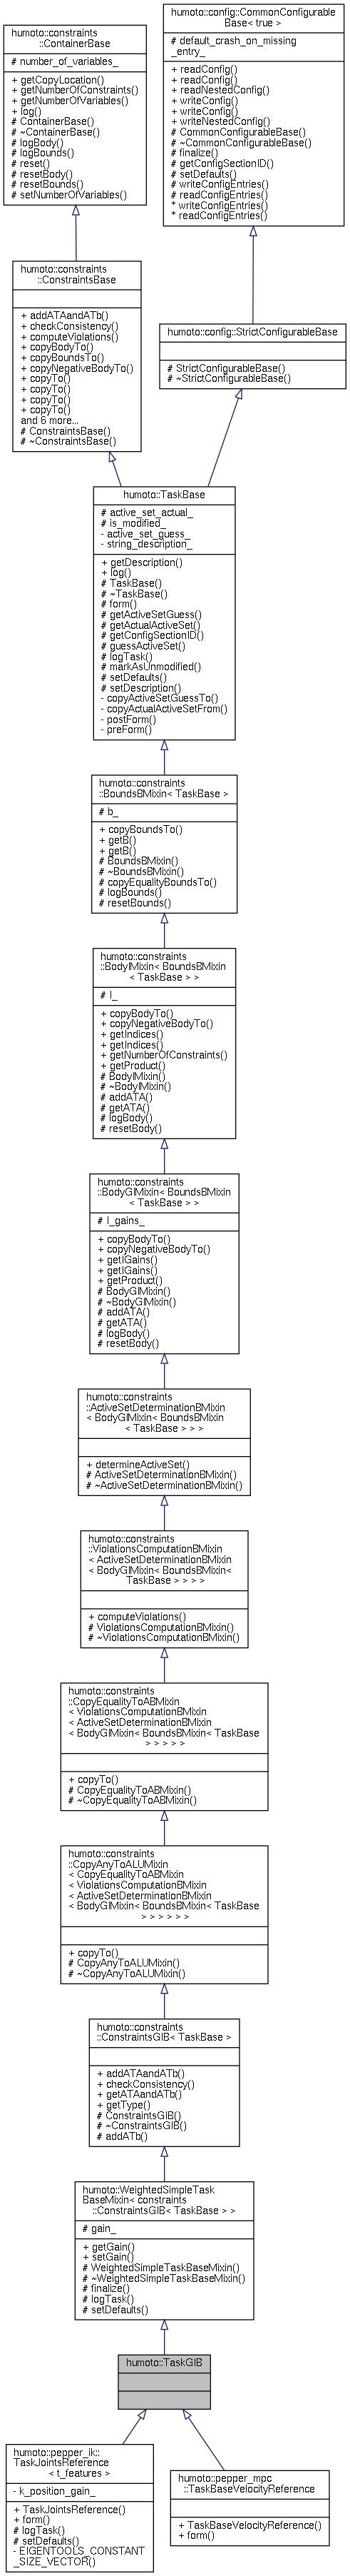 humoto::constraints
::ContainerBase
# number_of_variables_
+ getCopyLocation()
+ getNumberOfConstraints()
+ getNumberOfVariables()
+ log()
# ContainerBase()
# ~ContainerBase()
# logBody()
# logBounds()
# reset()
# resetBody()
# resetBounds()
# setNumberOfVariables()
humoto::config::CommonConfigurable
Base< true >
# default_crash_on_missing
_entry_
+ readConfig()
+ readConfig()
+ readNestedConfig()
+ writeConfig()
+ writeConfig()
+ writeNestedConfig()
# CommonConfigurableBase()
# ~CommonConfigurableBase()
# finalize()
# getConfigSectionID()
# setDefaults()
# writeConfigEntries()
# readConfigEntries()
* writeConfigEntries()
* readConfigEntries()
humoto::constraints
::ConstraintsBase
+ addATAandATb()
+ checkConsistency()
+ computeViolations()
+ copyBodyTo()
+ copyBoundsTo()
+ copyNegativeBodyTo()
+ copyTo()
+ copyTo()
+ copyTo()
+ copyTo()
and 6 more...
# ConstraintsBase()
# ~ConstraintsBase()
humoto::config::StrictConfigurableBase
# StrictConfigurableBase()
# ~StrictConfigurableBase()
humoto::TaskBase
# active_set_actual_
# is_modified_
- active_set_guess_
- string_description_
+ getDescription()
+ log()
# TaskBase()
# ~TaskBase()
# form()
# getActiveSetGuess()
# getActualActiveSet()
# getConfigSectionID()
# guessActiveSet()
# logTask()
# markAsUnmodified()
# setDefaults()
# setDescription()
- copyActiveSetGuessTo()
- copyActualActiveSetFrom()
- postForm()
- preForm()
humoto::constraints
::BoundsBMixin< TaskBase >
# b_
+ copyBoundsTo()
+ getB()
+ getB()
# BoundsBMixin()
# ~BoundsBMixin()
# copyEqualityBoundsTo()
# logBounds()
# resetBounds()
humoto::constraints
::BodyIMixin< BoundsBMixin
< TaskBase > >
# I_
+ copyBodyTo()
+ copyNegativeBodyTo()
+ getIndices()
+ getIndices()
+ getNumberOfConstraints()
+ getProduct()
# BodyIMixin()
# ~BodyIMixin()
# addATA()
# getATA()
# logBody()
# resetBody()
humoto::constraints
::BodyGIMixin< BoundsBMixin
< TaskBase > >
# I_gains_
+ copyBodyTo()
+ copyNegativeBodyTo()
+ getIGains()
+ getIGains()
+ getProduct()
# BodyGIMixin()
# ~BodyGIMixin()
# addATA()
# getATA()
# logBody()
# resetBody()
humoto::constraints
::ActiveSetDeterminationBMixin
< BodyGIMixin< BoundsBMixin
< TaskBase > > >
+ determineActiveSet()
# ActiveSetDeterminationBMixin()
# ~ActiveSetDeterminationBMixin()
humoto::constraints
::ViolationsComputationBMixin
< ActiveSetDeterminationBMixin
< BodyGIMixin< BoundsBMixin<
TaskBase > > > >
+ computeViolations()
# ViolationsComputationBMixin()
# ~ViolationsComputationBMixin()
humoto::constraints
::CopyEqualityToABMixin
< ViolationsComputationBMixin
< ActiveSetDeterminationBMixin
< BodyGIMixin< BoundsBMixin< TaskBase
> > > > >
+ copyTo()
# CopyEqualityToABMixin()
# ~CopyEqualityToABMixin()
humoto::constraints
::CopyAnyToALUMixin
< CopyEqualityToABMixin
< ViolationsComputationBMixin
< ActiveSetDeterminationBMixin
< BodyGIMixin< BoundsBMixin< TaskBase
> > > > > >
+ copyTo()
# CopyAnyToALUMixin()
# ~CopyAnyToALUMixin()
humoto::constraints
::ConstraintsGIB< TaskBase >
+ addATAandATb()
+ checkConsistency()
+ getATAandATb()
+ getType()
# ConstraintsGIB()
# ~ConstraintsGIB()
# addATb()
humoto::WeightedSimpleTask
BaseMixin< constraints
::ConstraintsGIB< TaskBase > >
# gain_
+ getGain()
+ setGain()
# WeightedSimpleTaskBaseMixin()
# ~WeightedSimpleTaskBaseMixin()
# finalize()
# logTask()
# setDefaults()
humoto::TaskGIB
humoto::pepper_ik::
TaskJointsReference
< t_features >
- k_position_gain_
+ TaskJointsReference()
+ form()
# logTask()
# setDefaults()
- EIGENTOOLS_CONSTANT
_SIZE_VECTOR()
humoto::pepper_mpc
::TaskBaseVelocityReference
+ TaskBaseVelocityReference()
+ form()